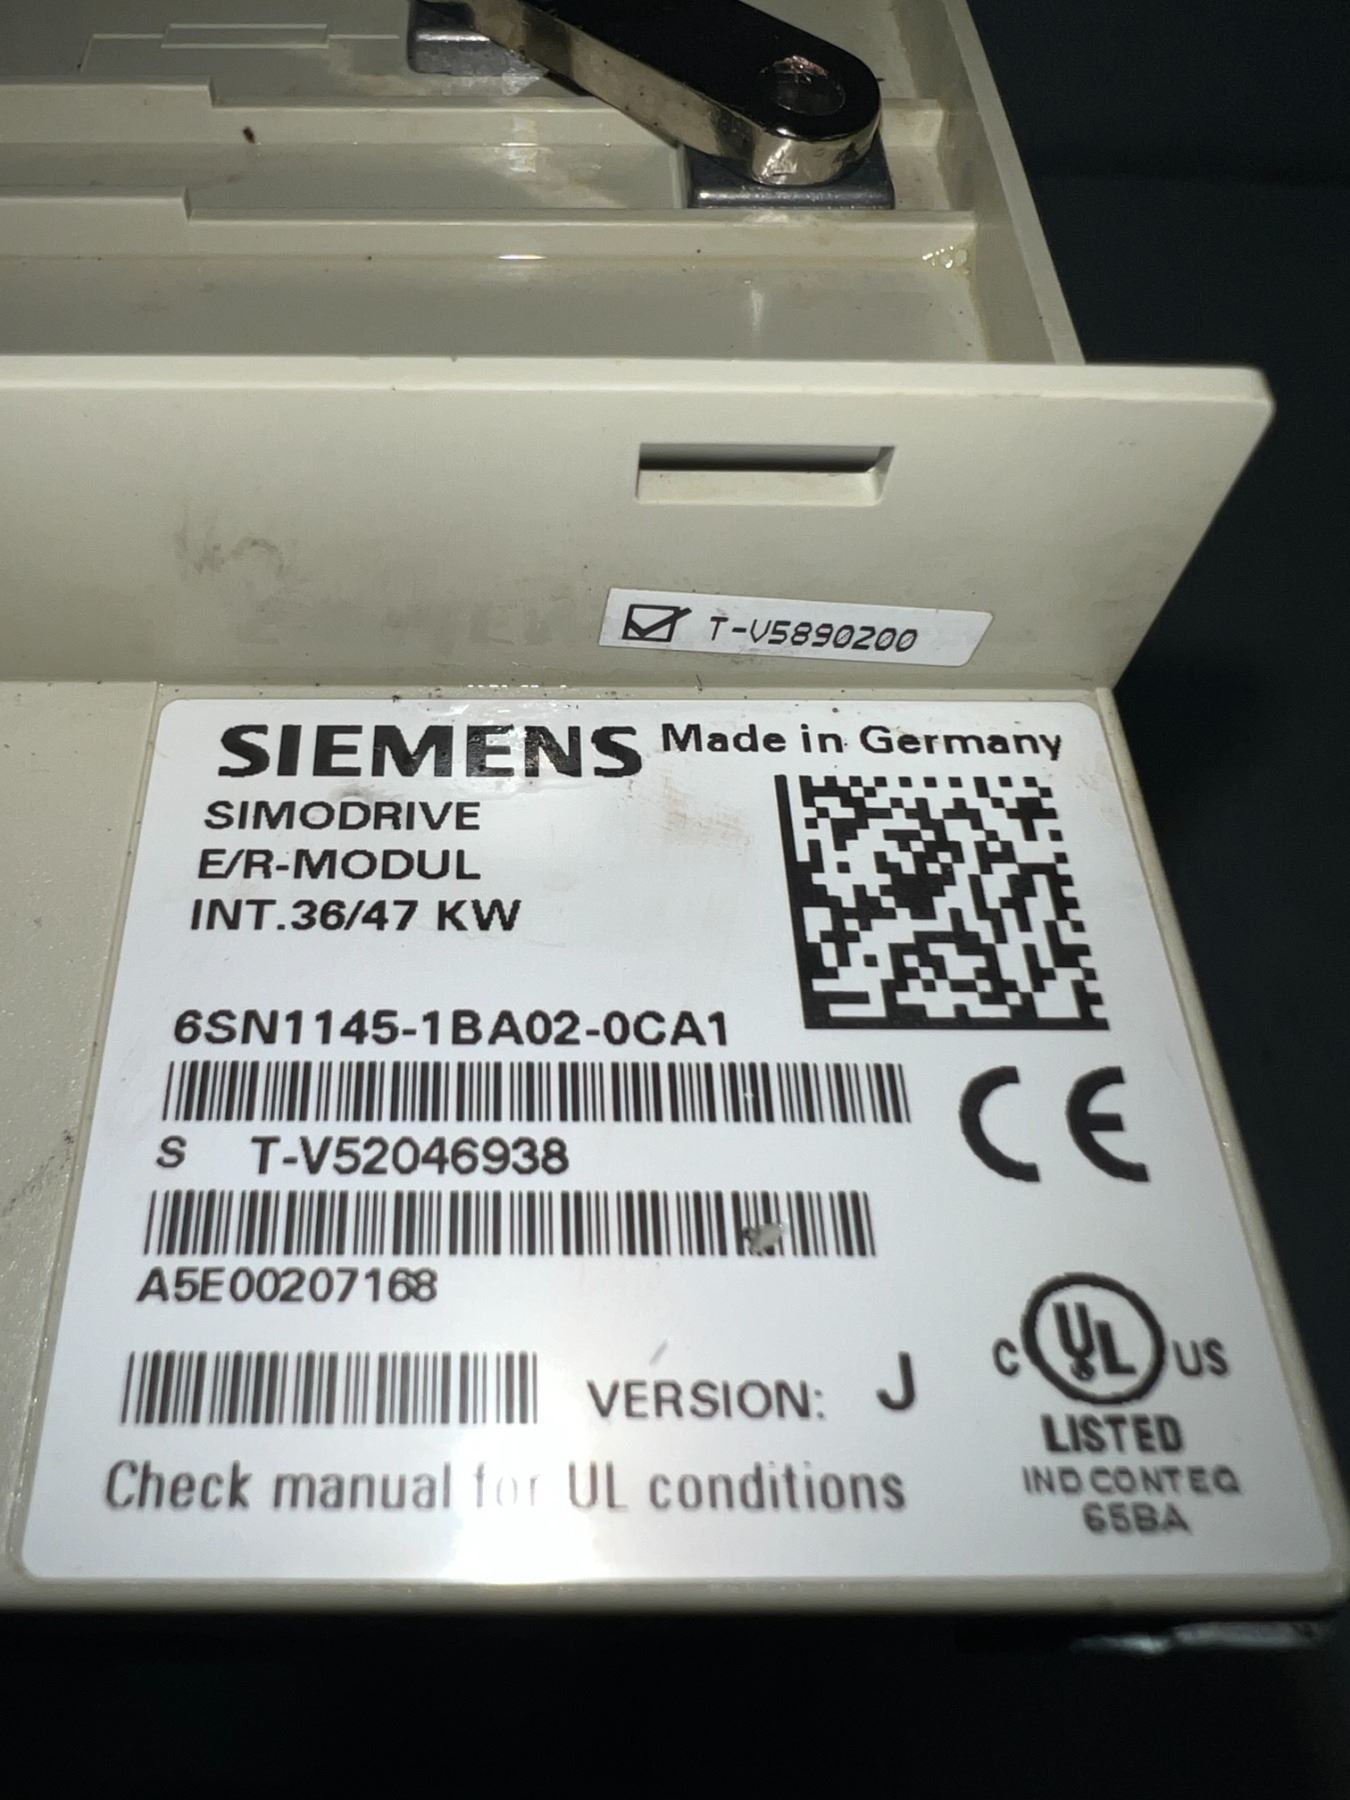 T-V5890200
SIEMENS Made in Germany
SIMODRIVE
E/R-MODUL
INT.36/47 KW
6SN1145-1BA02-0CA1
S T-V52046938
A5E00207168
VERSION: J
Check manual for UL conditions
CE
C UL US
LISTED
IND CONT EQ
65BA